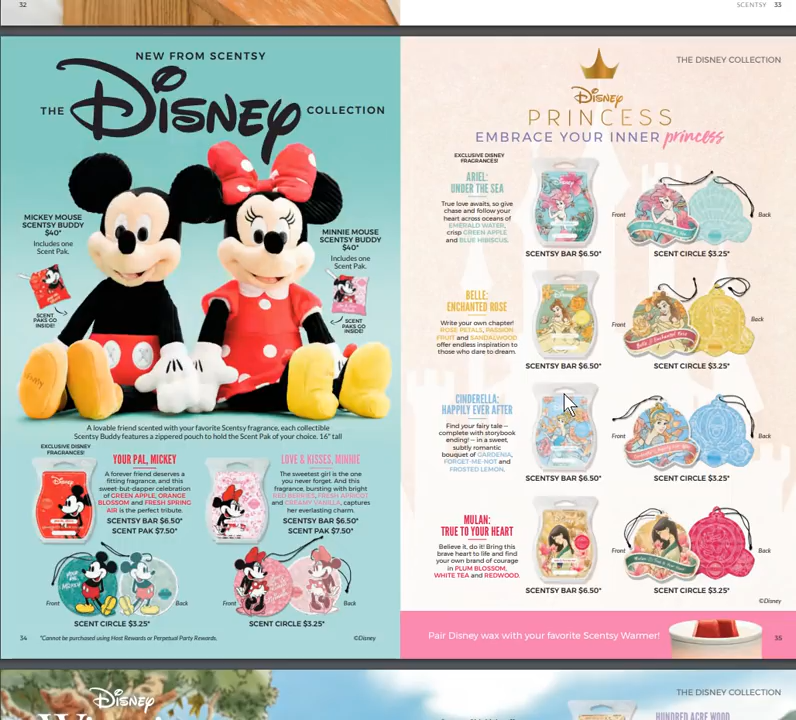 32
SCENTSY 33
NEW FROM SCENTSY
THE Disney COLLECTION
MICKEY MOUSE
SCENTSY BUDDY
$40*
Includes one
Scent Pak.
SCENT
PAKS GO
INSIDE!
MINNIE MOUSE
SCENTSY BUDDY
$40*
Includes one
Scent Pak.
SCENT
PAKS GO
INSIDE!
Scentsy
A lovable friend scented with your favorite Scentsy fragrance, each collectible
Scentsy Buddy features a zippered pouch to hold the Scent Pak of your choice. 16" tall
EXCLUSIVE DISNEY
FRAGRANCES!
YOUR PAL, MICKEY
A forever friend deserves a
fitting fragrance, and this
sweet-but-dapper celebration
of GREEN APPLE, ORANGE
BLOSSOM and FRESH SPRING
AIR is the perfect tribute.
SCENTSY BAR $6.50*
SCENT PAK $7.50*
LOVE & KISSES, MINNIE
The sweetest girl is the one
you never forget. And this
fragrance, bursting with bright
RED BERRIES, FRESH APRICOT
and CREAMY VANILLA, captures
her everlasting charm.
SCENTSY BAR $6.50*
SCENT PAK $7.50*
Front
Back
SCENT CIRCLE $3.25*
Front
Back
SCENT CIRCLE $3.25*
34
*Cannot be purchased using Host Rewards or Perpetual Party Rewards.
©Disney
THE DISNEY COLLECTION
Disney
PRINCESS
EMBRACE YOUR INNER princess
EXCLUSIVE DISNEY
FRAGRANCES!
ARIEL:
UNDER THE SEA
True love awaits, so give
chase and follow your
heart across oceans of
EMERALD WATER,
crisp GREEN APPLE
and BLUE HIBISCUS.
SCENTSY BAR $6.50*
Front
Back
SCENT CIRCLE $3.25*
BELLE:
ENCHANTED ROSE
Write your own chapter!
ROSE PETALS, PASSION
FRUIT and SANDALWOOD
offer endless inspiration to
those who dare to dream.
SCENTSY BAR $6.50*
Front
Back
SCENT CIRCLE $3.25*
CINDERELLA:
HAPPILY EVER AFTER
Find your fairy tale —
complete with storybook
ending! — in a sweet,
subtly romantic
bouquet of GARDENIA,
FORGET-ME-NOT and
FROSTED LEMON.
SCENTSY BAR $6.50*
Front
Back
SCENT CIRCLE $3.25*
MULAN:
TRUE TO YOUR HEART
Believe it, do it! Bring this
brave heart to life and find
your own brand of courage
in PLUM BLOSSOM,
WHITE TEA and REDWOOD.
SCENTSY BAR $6.50*
Front
Back
SCENT CIRCLE $3.25*
©Disney
Pair Disney wax with your favorite Scentsy Warmer!
35
Disney
THE DISNEY COLLECTION
HUNDRED ACRE WOOD